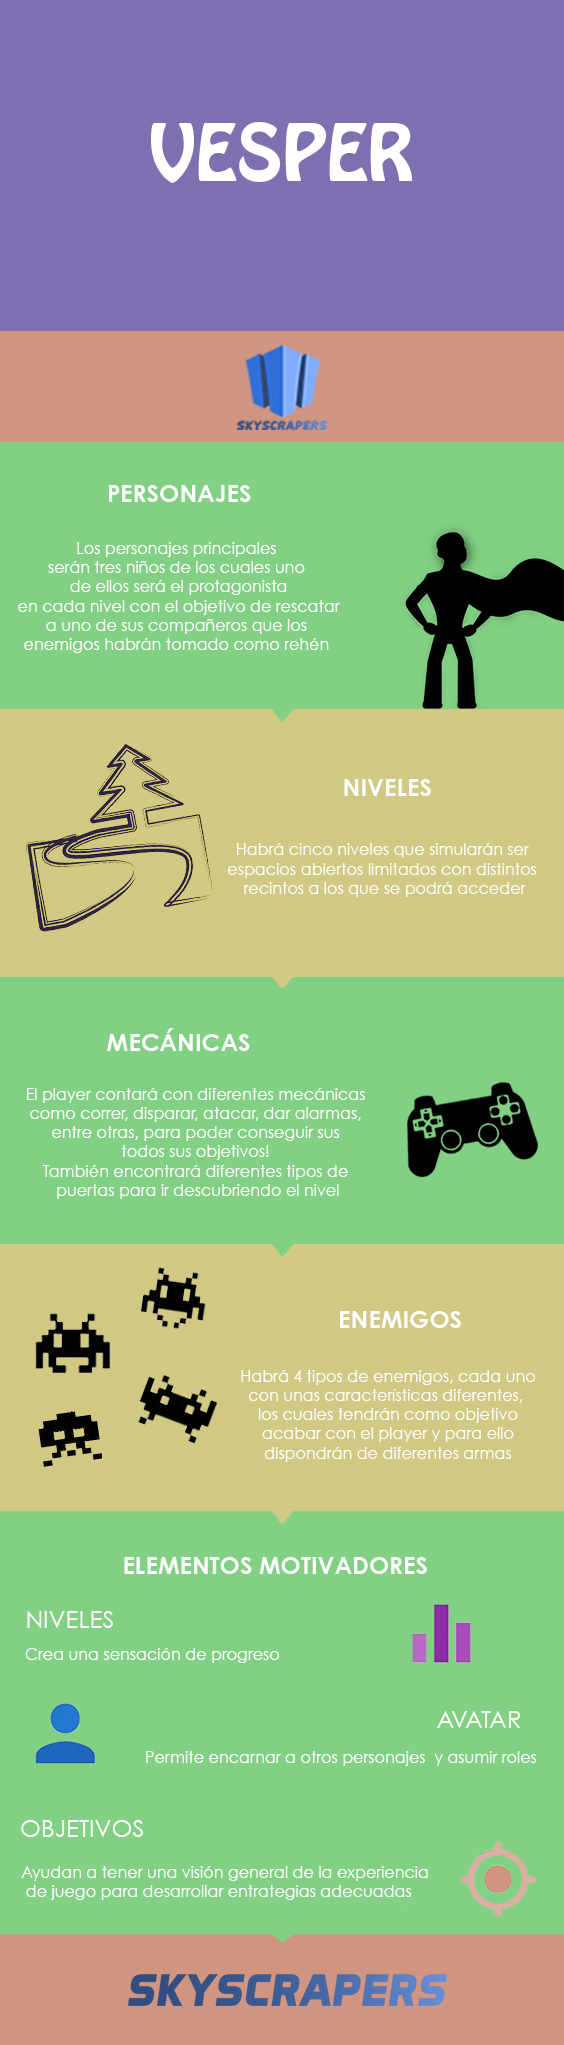 VESPER
SKYSCRAPERS
PERSONAJES
Los personajes principales
serán tres niños de los cuales uno
de ellos será el protagonista
en cada nivel con el objetivo de rescatar
a uno de sus compañeros que los
enemigos habrán tomado como rehén
NIVELES
Habrá cinco niveles que simularán ser
espacios abiertos limitados con distintos
recintos a los que se podrá acceder
MECÁNICAS
El player contará con diferentes mecánicas
como correr, disparar, atacar, dar alarmas,
entre otras, para poder conseguir sus
todos sus objetivos!
También encontrará diferentes tipos de
puertas para ir descubriendo el nivel
ENEMIGOS
Habrá 4 tipos de enemigos, cada uno
con unas características diferentes,
los cuales tendrán como objetivo
acabar con el player y para ello
dispondrán de diferentes armas
ELEMENTOS MOTIVADORES
NIVELES
Crea una sensación de progreso
AVATAR
Permite encarnar a otros personajes y asumir roles
OBJETIVOS
Ayudan a tener una visión general de la experiencia
de juego para desarrollar entrategias adecuadas
SKYSCRAPERS